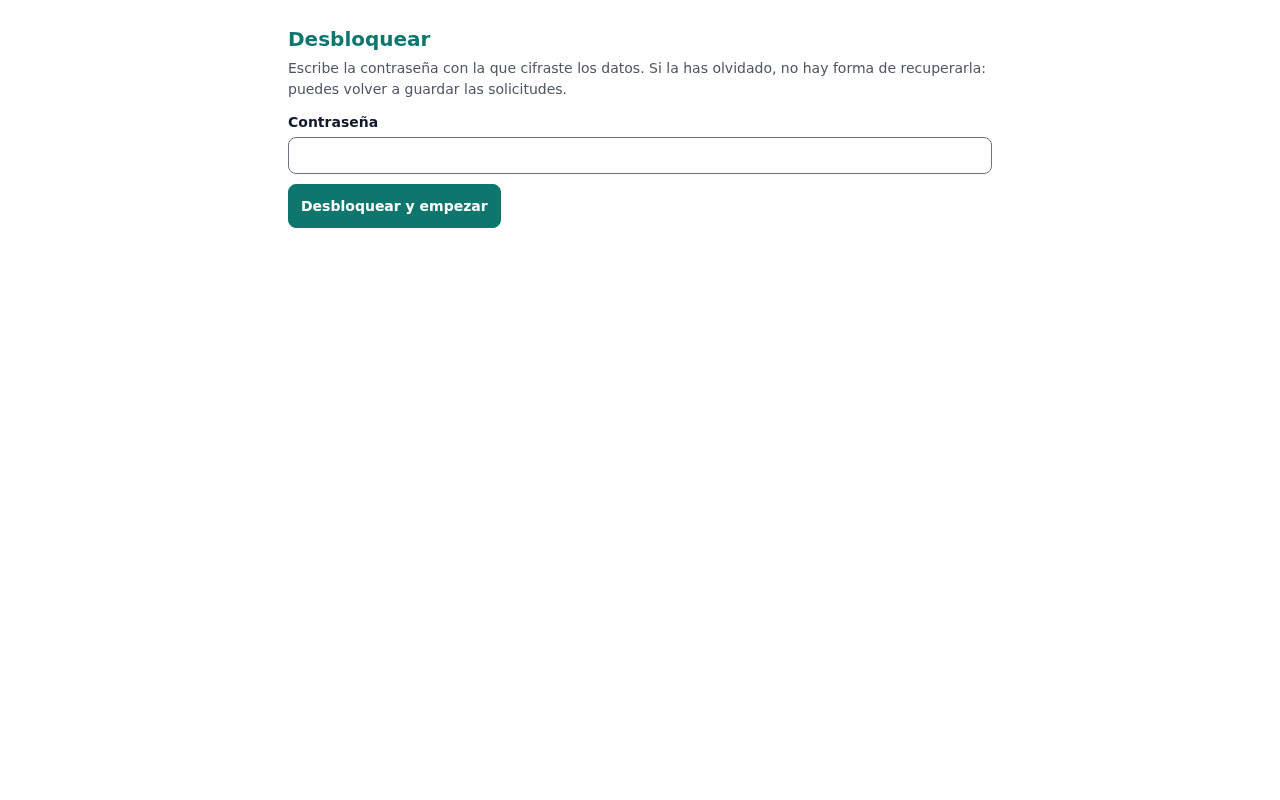 Desbloquear
Escribe la contraseña con la que cifraste los datos. Si la has olvidado, no hay forma de recuperarla:
puedes volver a guardar las solicitudes.
Contraseña
Desbloquear y empezar